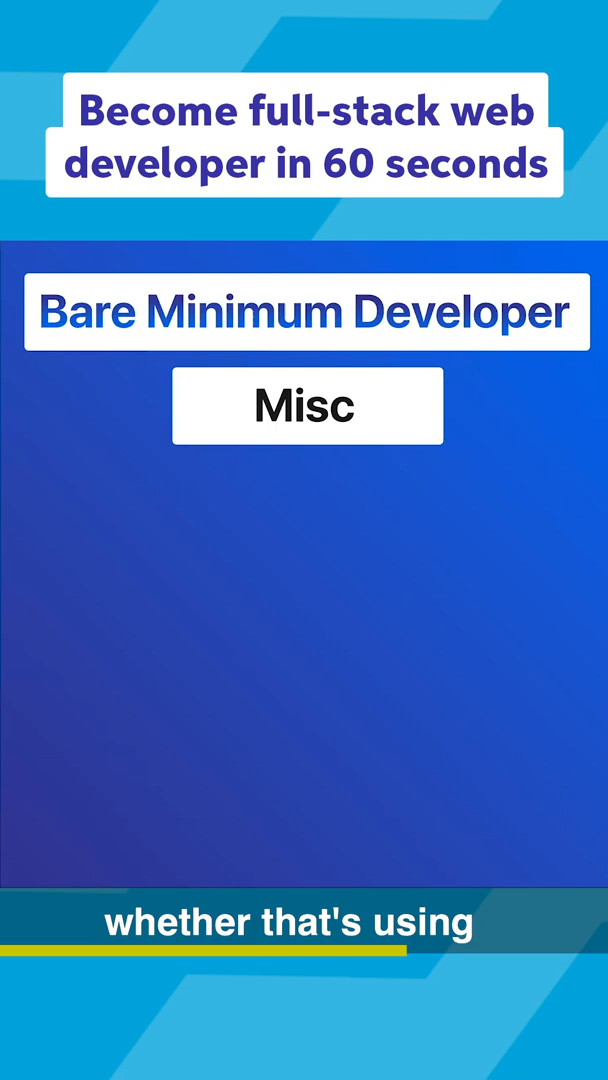 Become full-stack web
developer in 60 seconds
Bare Minimum Developer
Misc
whether that's using